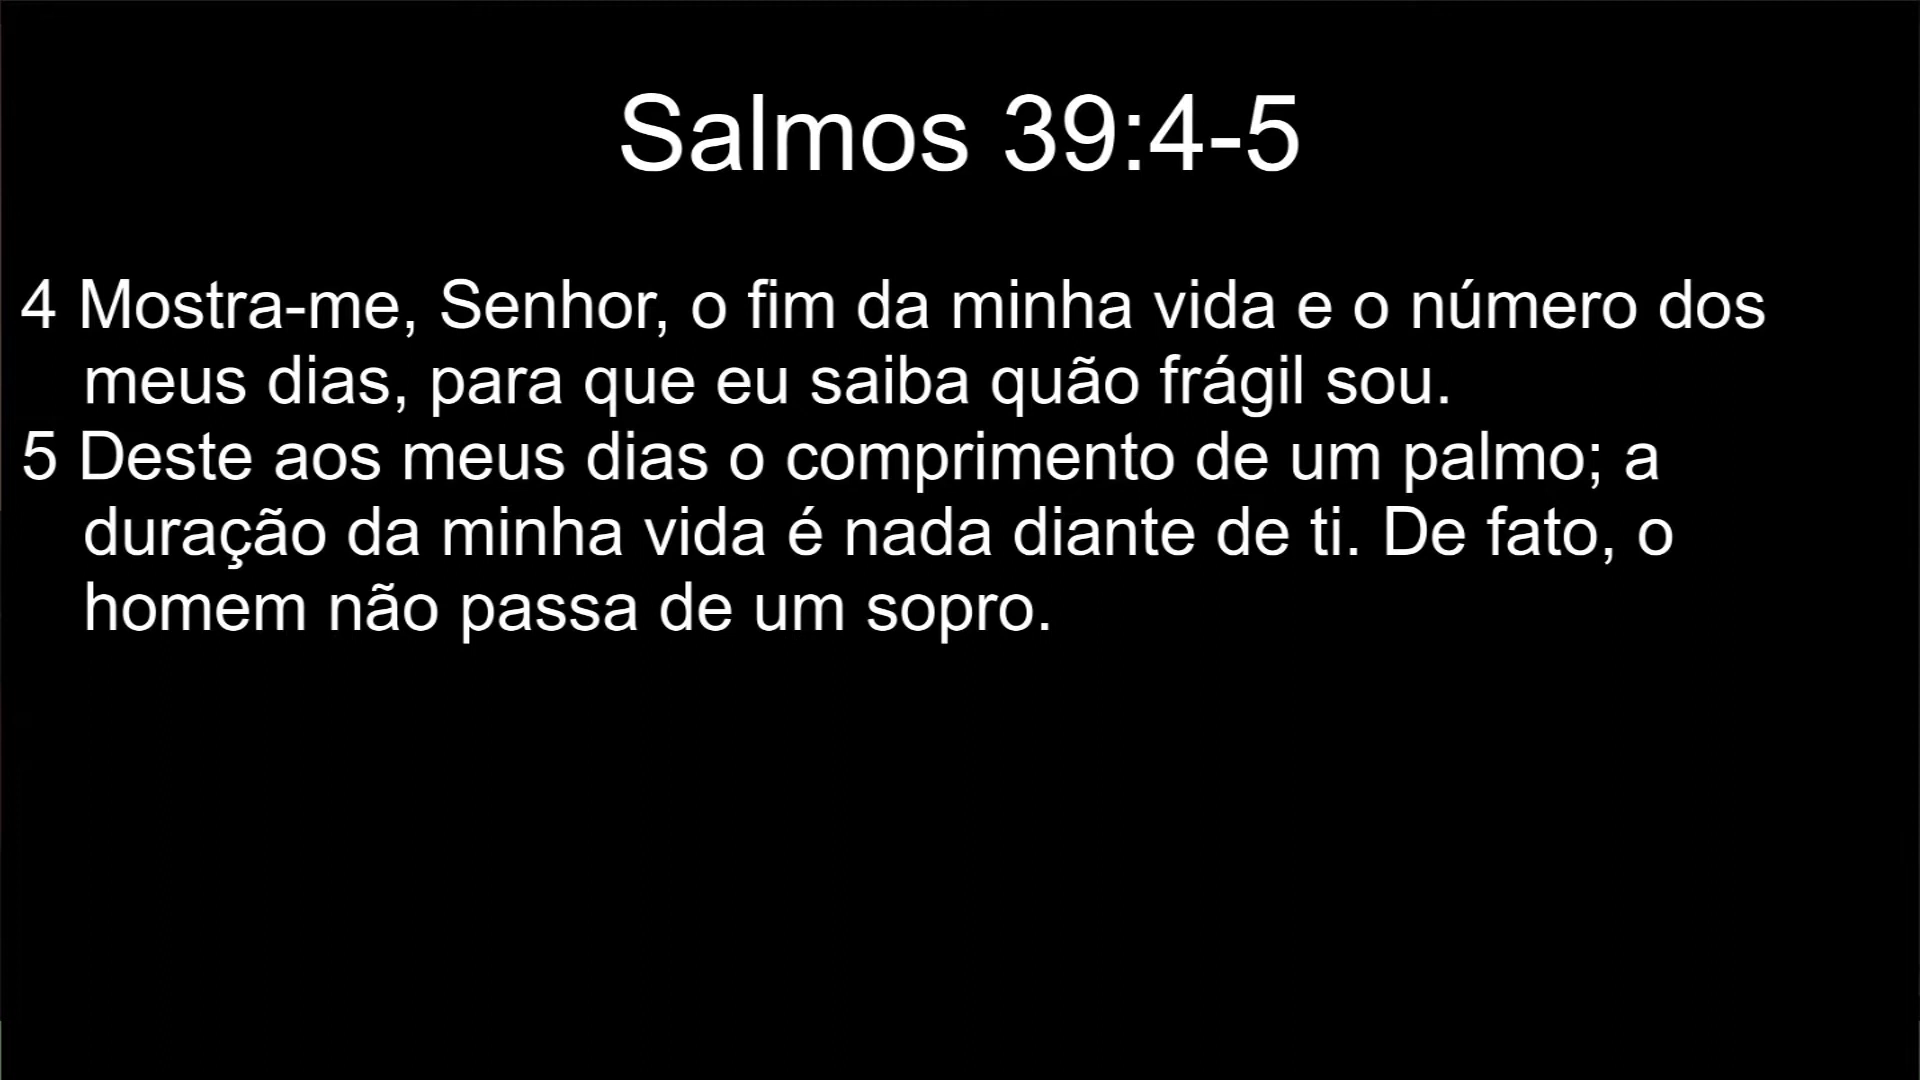 Salmos 39:4-5
4 Mostra-me, Senhor, o fim da minha vida e o número dos
meus dias, para que eu saiba quão frágil sou.
5 Deste aos meus dias o comprimento de um palmo; a
duração da minha vida é nada diante de ti. De fato, o
homem não passa de um sopro.